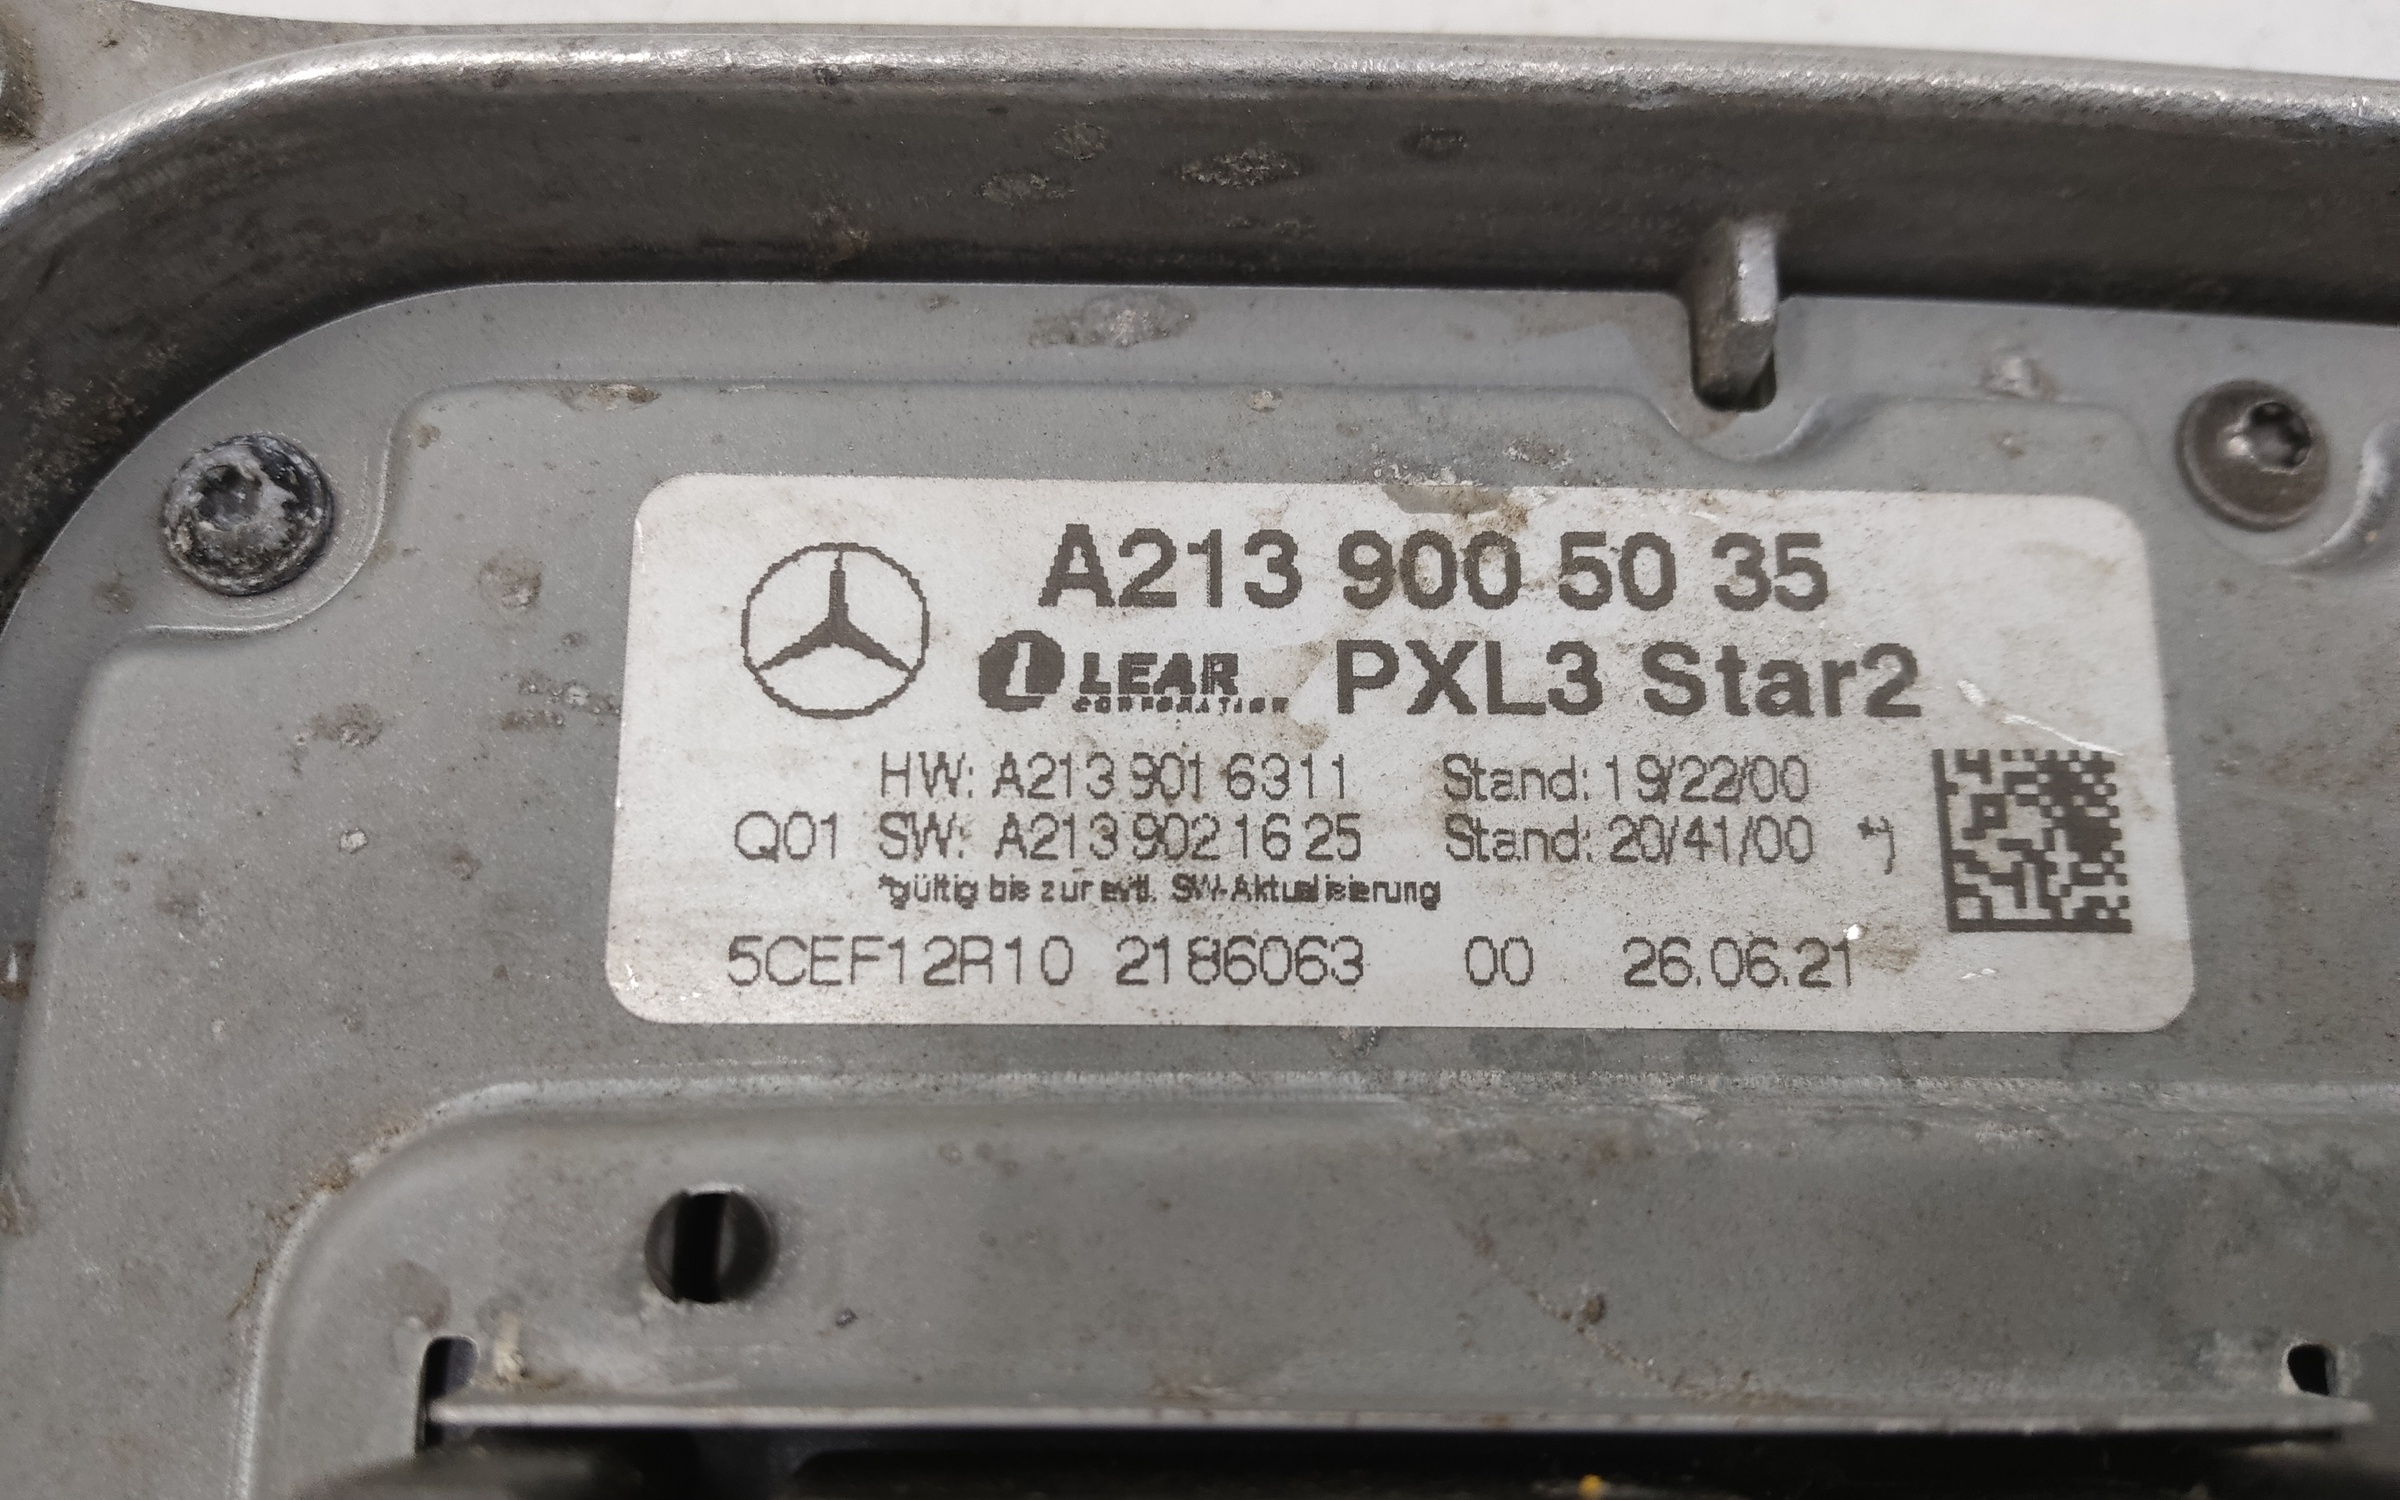 A213 900 50 35
LEAR CORPORATION PXL3 Star2
HW: A213 901 63 11 Stand: 19/22/00
Q01 SW: A213 902 16 25 Stand: 20/41/00 *)
*gültig bis zur evtl. SW-Aktualisierung
5CEF12R10 2186063 00 26.06.21